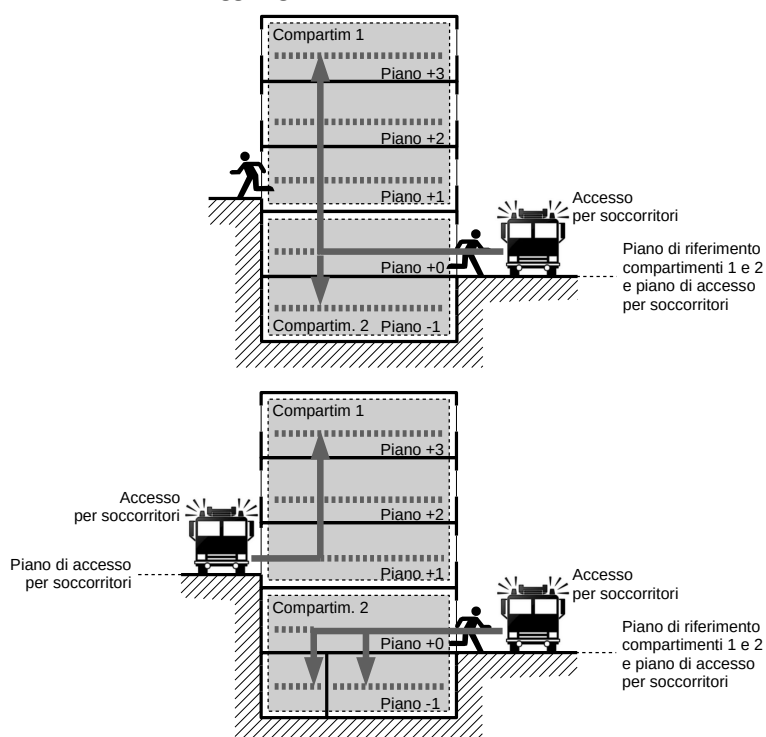 Compartim 1
Piano +3
Piano +2
Piano +1
Accesso
per soccorritori
Piano +0
Piano di riferimento
compartimenti 1 e 2
e piano di accesso
per soccorritori
Compartim. 2 Piano -1
Compartim 1
Piano +3
Accesso
per soccorritori
Piano +2
Piano di accesso
per soccorritori
Piano +1
Accesso
per soccorritori
Compartim. 2
Piano +0
Piano di riferimento
compartimenti 1 e 2
e piano di accesso
per soccorritori
Piano -1